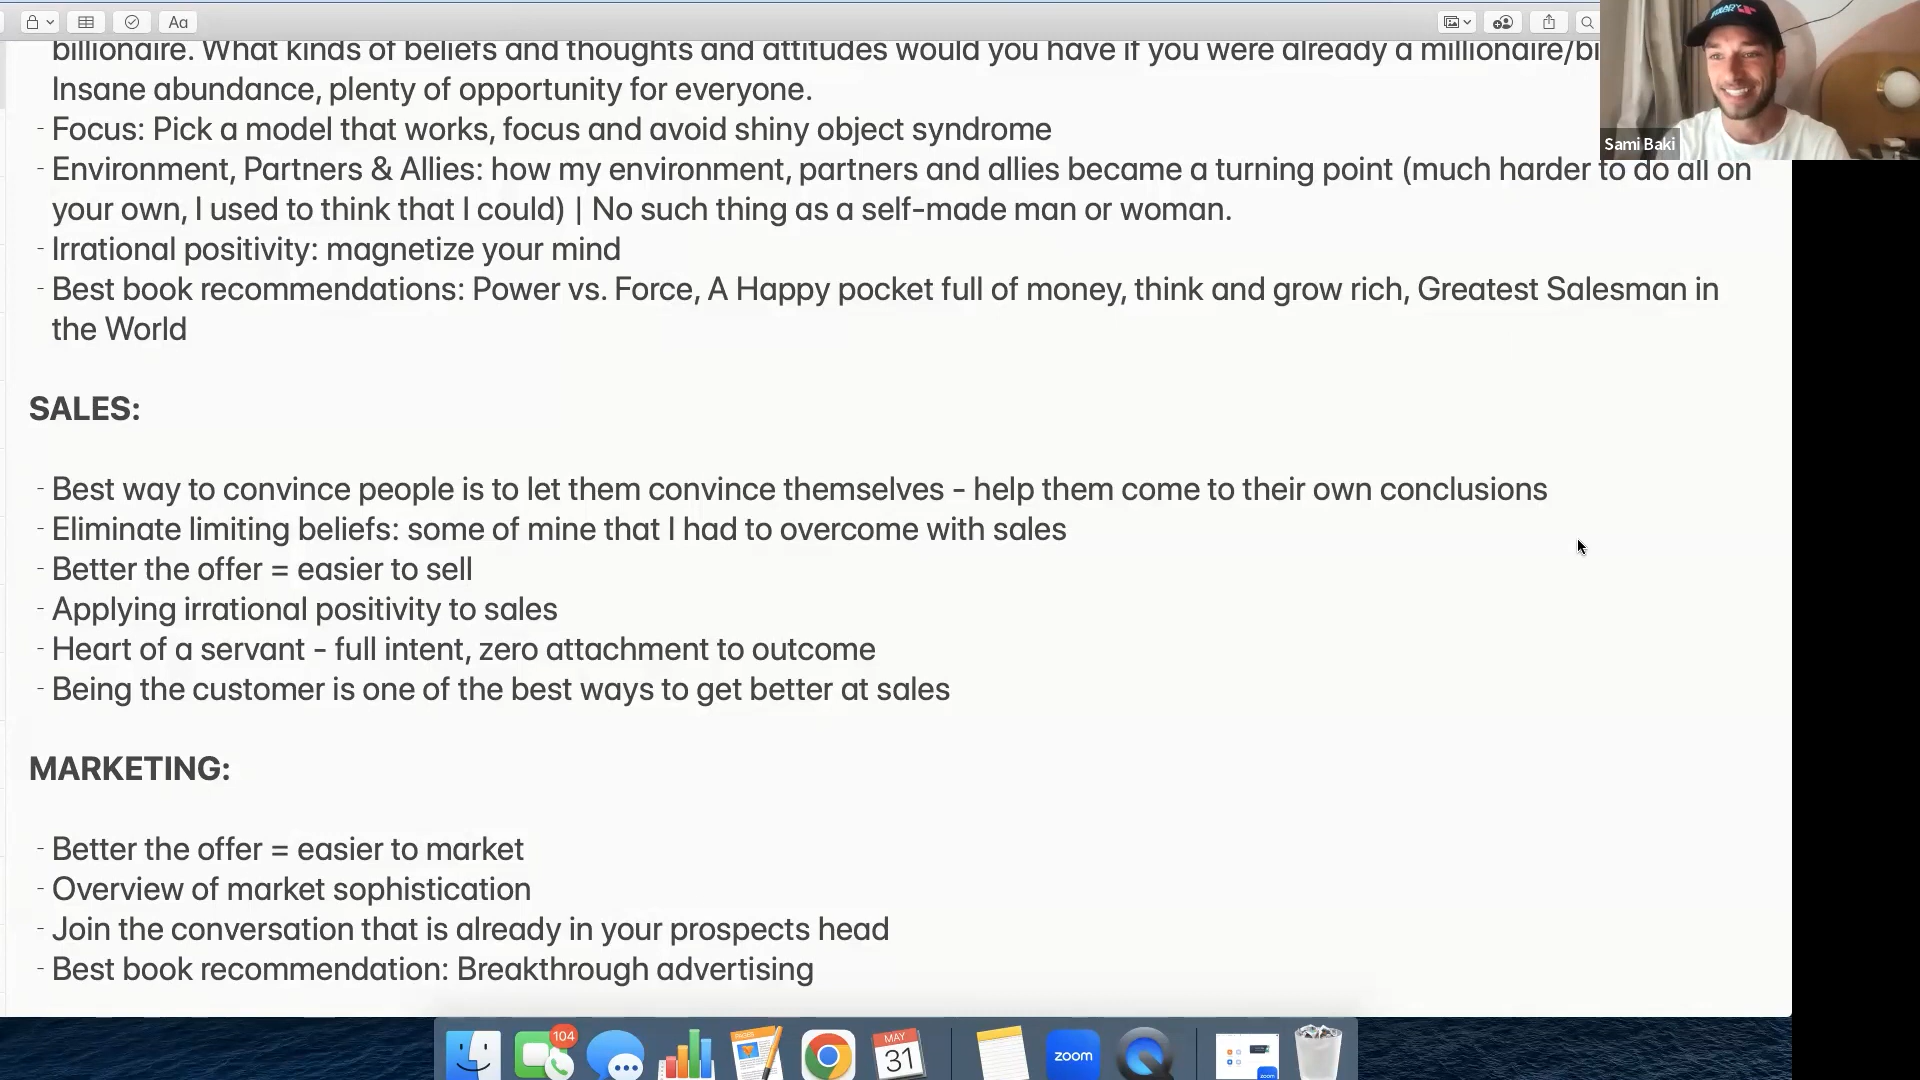 Aa
billionaire. What kinds of beliefs and thoughts and attitudes would you have if you were already a millionaire/bi
Insane abundance, plenty of opportunity for everyone.
- Focus: Pick a model that works, focus and avoid shiny object syndrome
Sami Baki
- Environment, Partners & Allies: how my environment, partners and allies became a turning point (much harder to do all on
your own, I used to think that I could) | No such thing as a self-made man or woman.
- Irrational positivity: magnetize your mind
- Best book recommendations: Power vs. Force, A Happy pocket full of money, think and grow rich, Greatest Salesman in
the World
SALES:
- Best way to convince people is to let them convince themselves - help them come to their own conclusions
- Eliminate limiting beliefs: some of mine that I had to overcome with sales
- Better the offer = easier to sell
- Applying irrational positivity to sales
- Heart of a servant - full intent, zero attachment to outcome
- Being the customer is one of the best ways to get better at sales
MARKETING:
- Better the offer = easier to market
- Overview of market sophistication
- Join the conversation that is already in your prospects head
- Best book recommendation: Breakthrough advertising
104
MAY
31
zoom
zoom